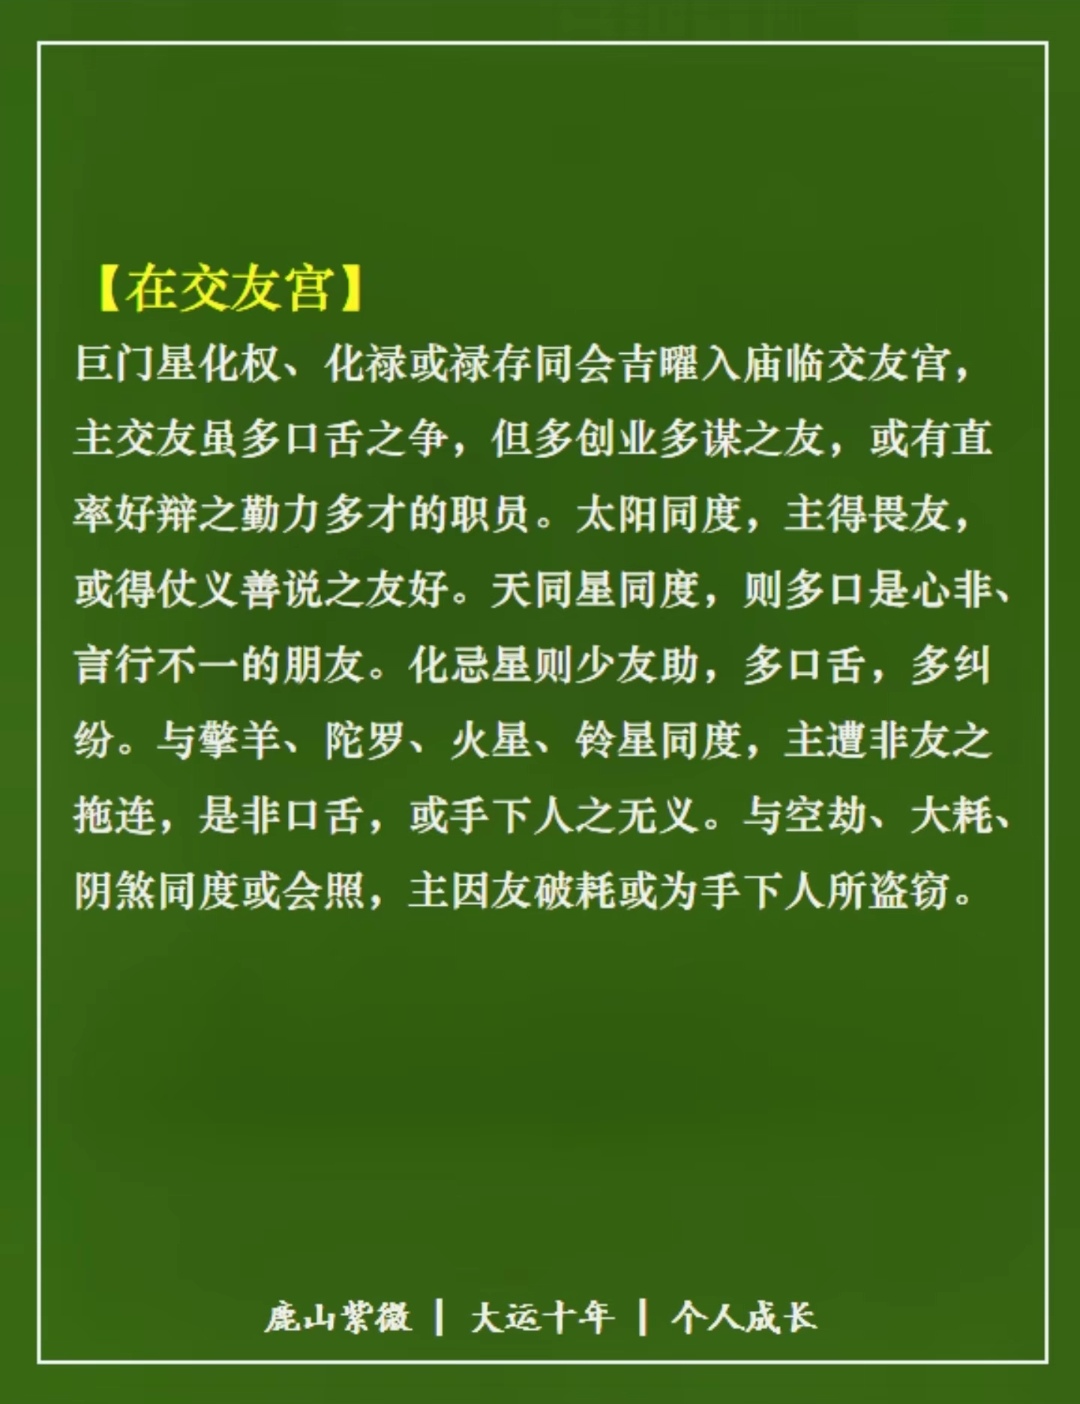 【在交友宫】
巨门星化权、化禄或禄存同会吉曜入庙临交友宫，
主交友虽多口舌之争，但多创业多谋之友，或有直
率好辩之勤力多才的职员。太阳同度，主得畏友，
或得仗义善说之友好。天同星同度，则多口是心非、
言行不一的朋友。化忌星则少友助，多口舌，多纠
纷。与擎羊、陀罗、火星、铃星同度，主遭非友之
拖连，是非口舌，或手下人之无义。与空劫、大耗、
阴煞同度或会照，主因友破耗或为手下人所盗窃。
鹿山紫微 | 大运十年 | 个人成长